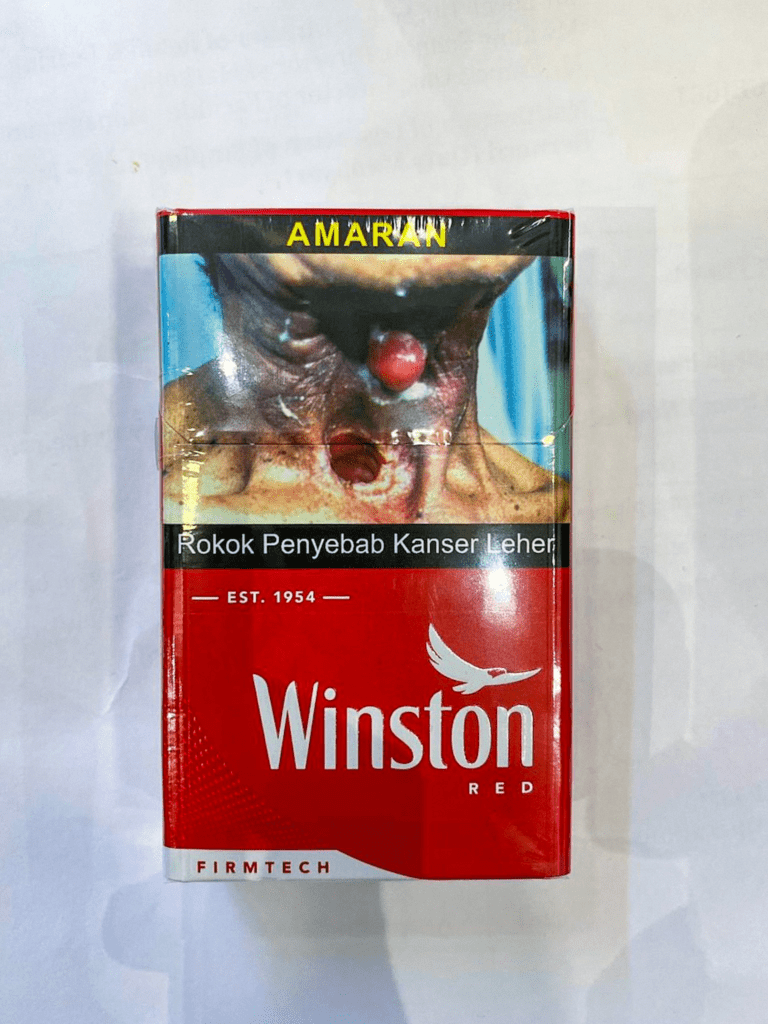 AMARAN
Rokok Penyebab Kanser Leher
EST. 1954
Winston
RED
FIRMTECH